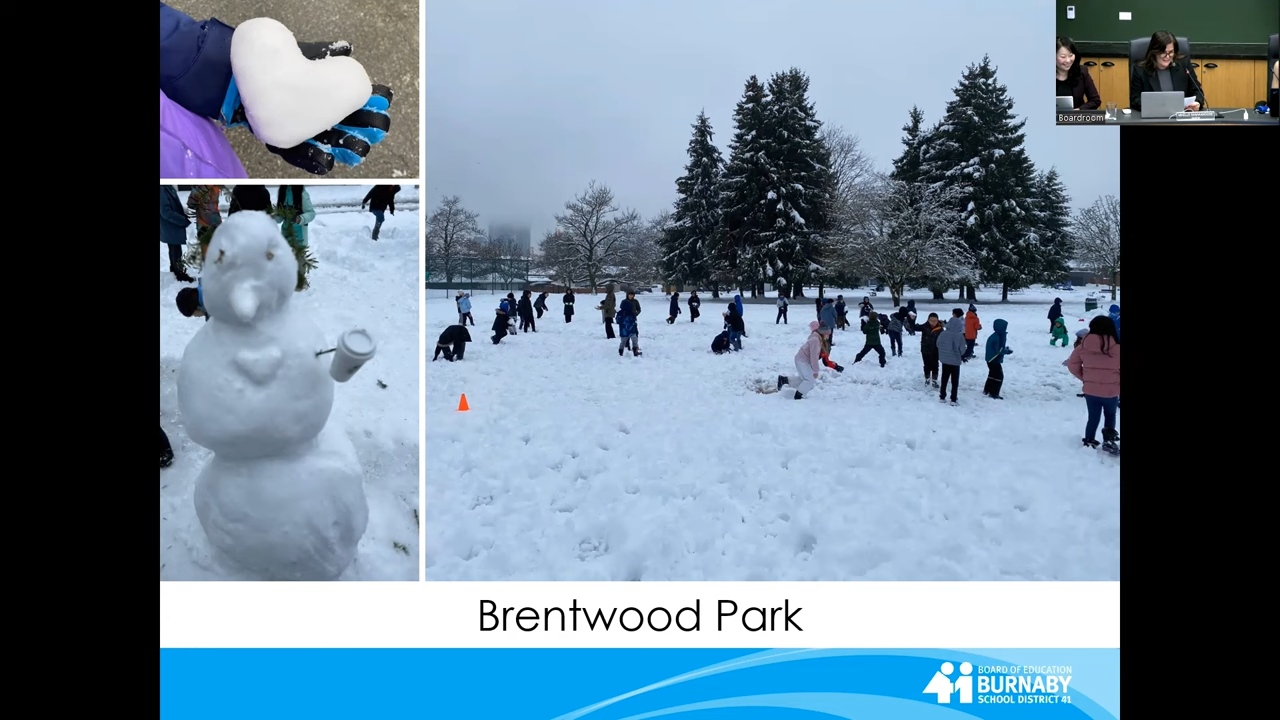 Boardroom
Brentwood Park
BOARD OF EDUCATION
BURNABY
SCHOOL DISTRICT 41